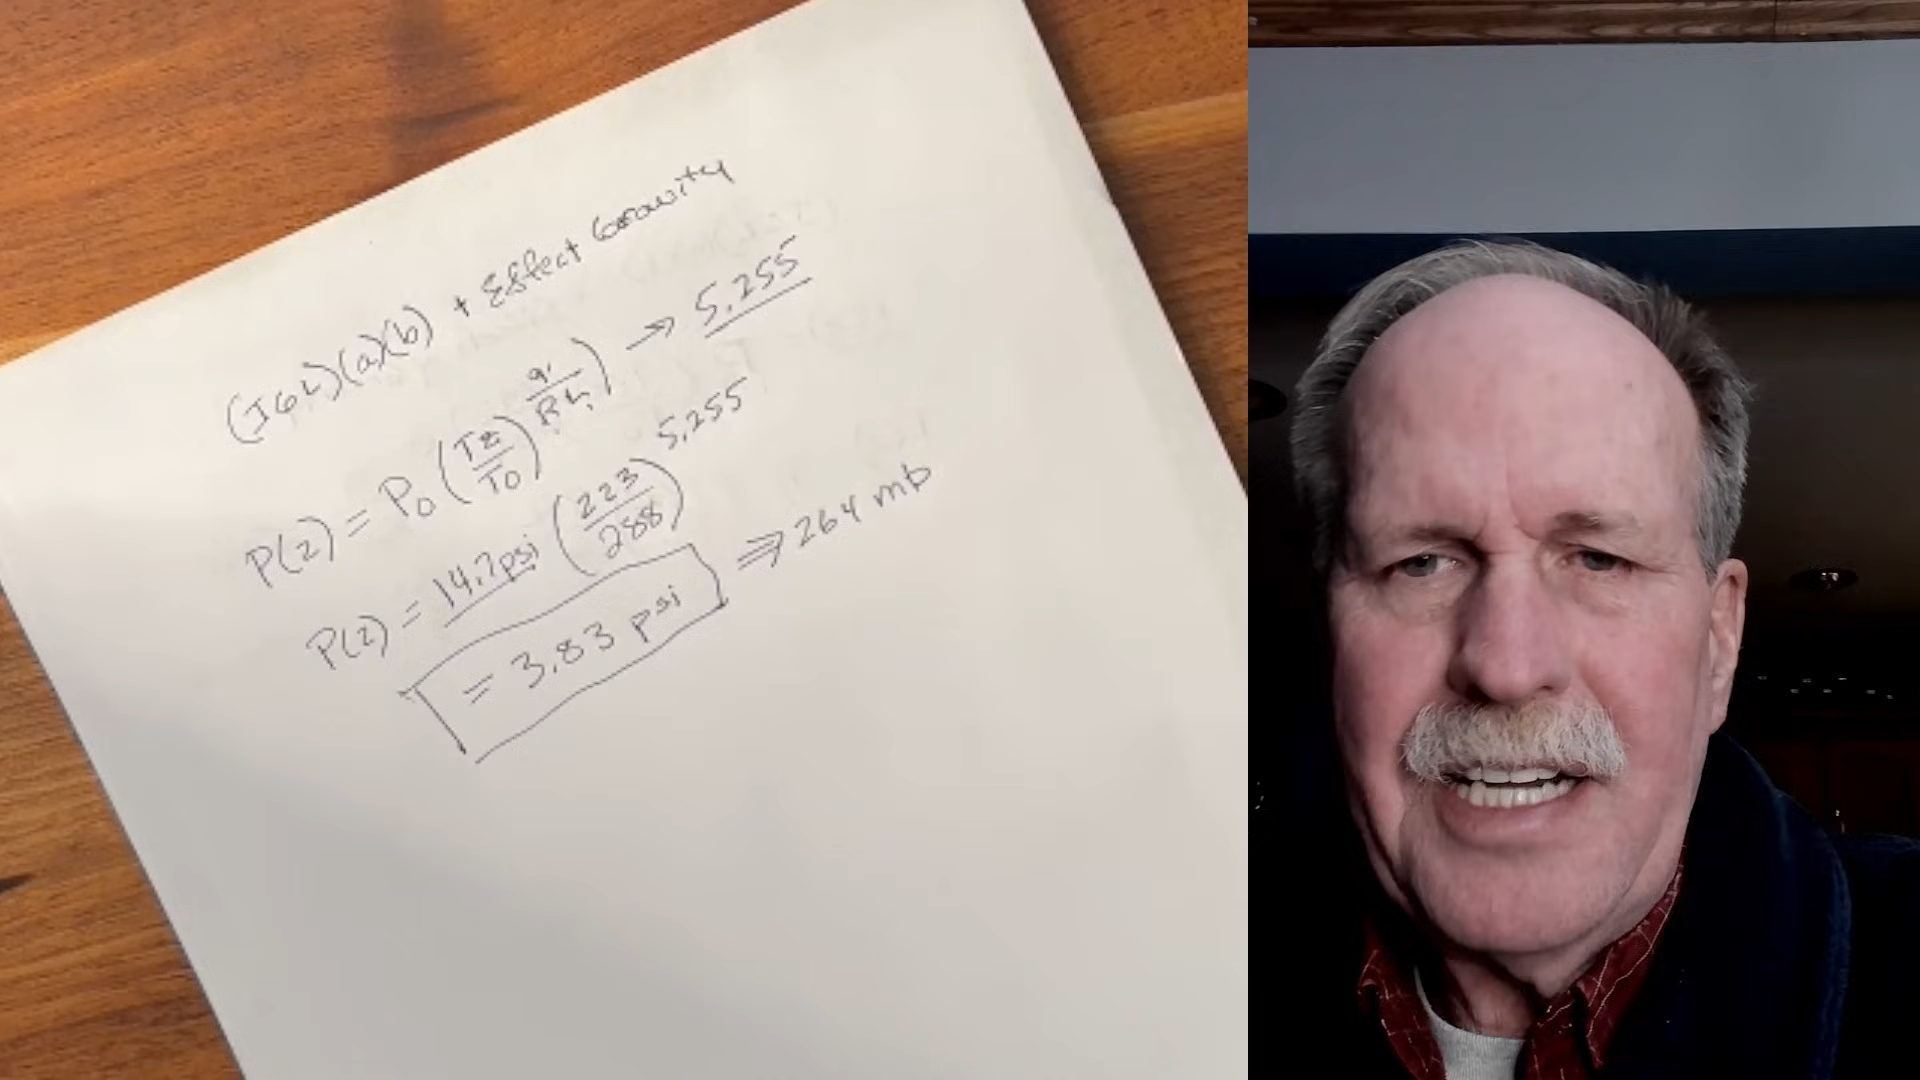 (IGL)(a)(b) + Effect Gravity
P(z) = P0 (Tz/T0)^(g/RL) ⇒ 5.255
P(z) = 14.7psi (223/288)^5.255
= 3.83 psi ⇒ 264 mb